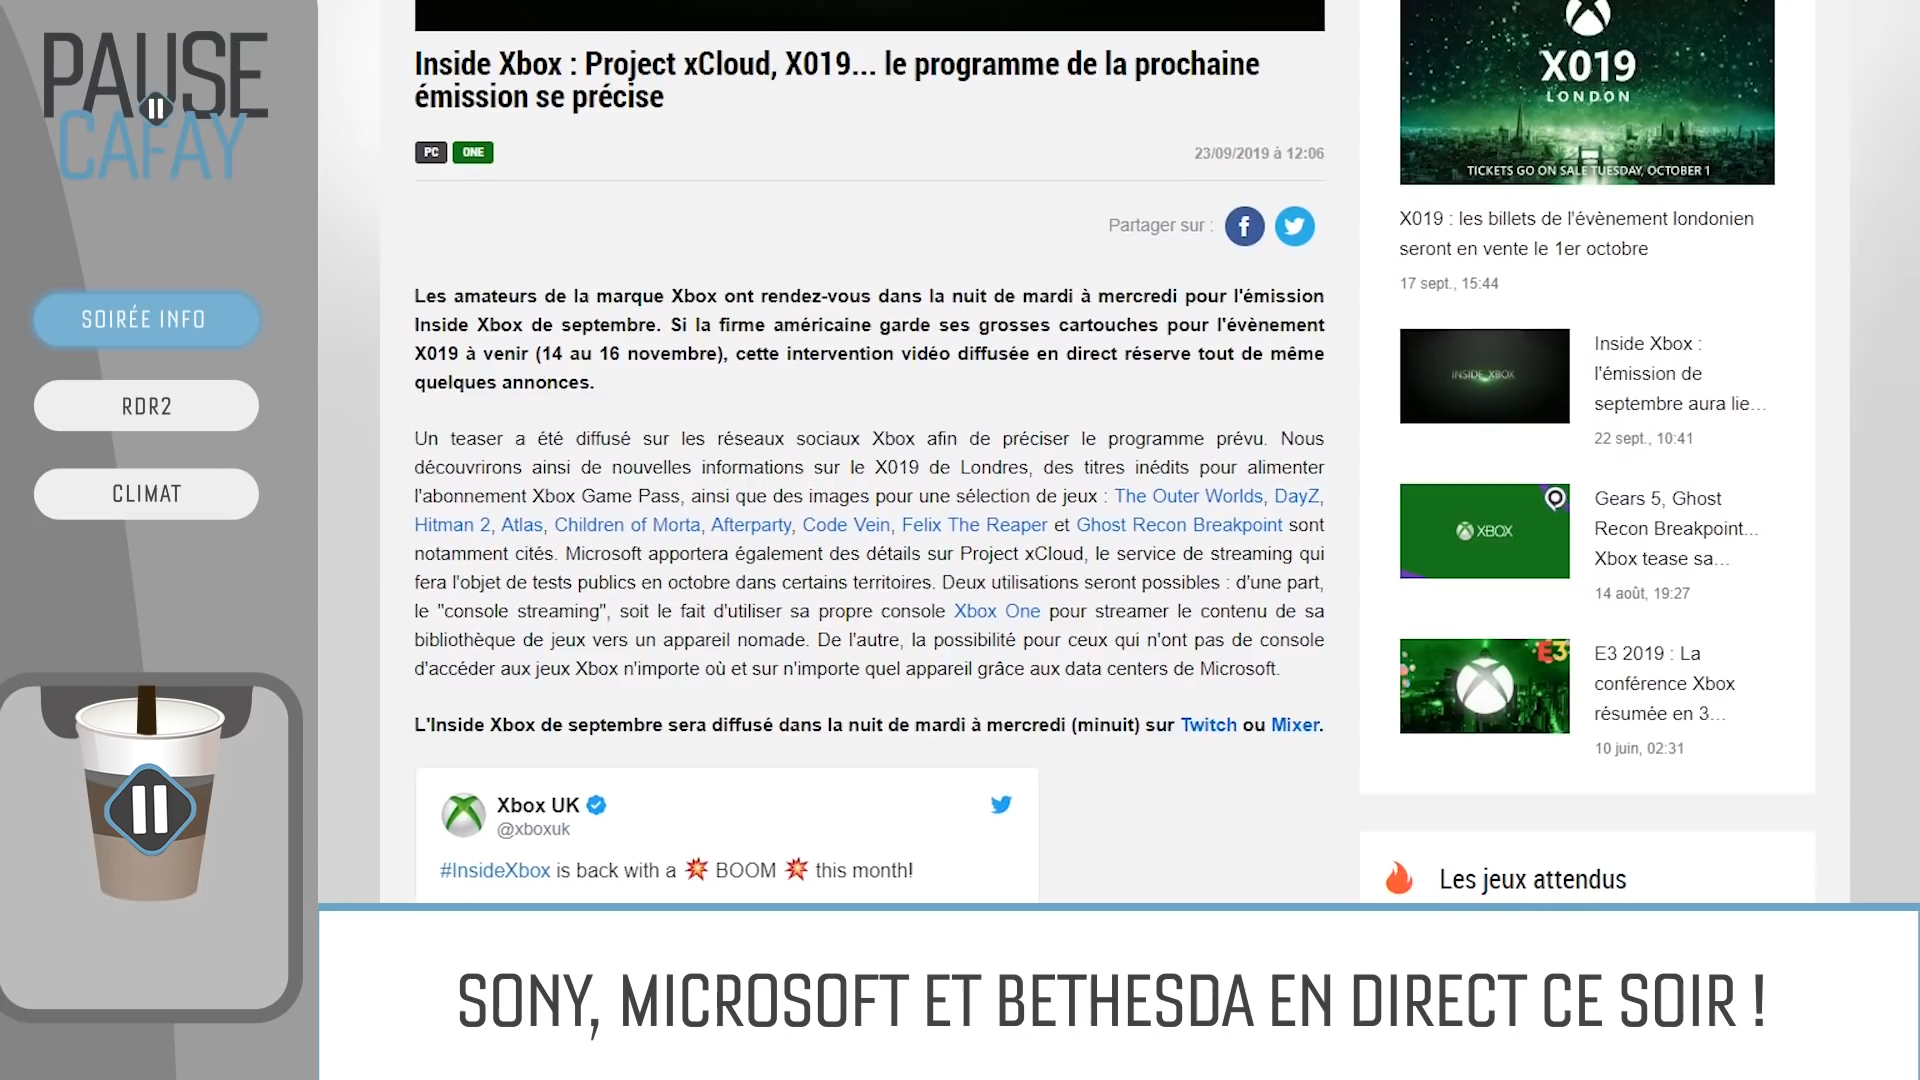 PAUSE
CAFAY
SOIRÉE INFO
RDR2
CLIMAT
Inside Xbox : Project xCloud, X019... le programme de la prochaine
émission se précise
PC ONE
23/09/2019 à 12:06
Partager sur :
Les amateurs de la marque Xbox ont rendez-vous dans la nuit de mardi à mercredi pour l'émission
Inside Xbox de septembre. Si la firme américaine garde ses grosses cartouches pour l'évènement
X019 à venir (14 au 16 novembre), cette intervention vidéo diffusée en direct réserve tout de même
quelques annonces.
Un teaser a été diffusé sur les réseaux sociaux Xbox afin de préciser le programme prévu. Nous
découvrirons ainsi de nouvelles informations sur le X019 de Londres, des titres inédits pour alimenter
l'abonnement Xbox Game Pass, ainsi que des images pour une sélection de jeux : The Outer Worlds, DayZ,
Hitman 2, Atlas, Children of Morta, Afterparty, Code Vein, Felix The Reaper et Ghost Recon Breakpoint sont
notamment cités. Microsoft apportera également des détails sur Project xCloud, le service de streaming qui
fera l'objet de tests publics en octobre dans certains territoires. Deux utilisations seront possibles : d'une part,
le "console streaming", soit le fait d'utiliser sa propre console Xbox One pour streamer le contenu de sa
bibliothèque de jeux vers un appareil nomade. De l'autre, la possibilité pour ceux qui n'ont pas de console
d'accéder aux jeux Xbox n'importe où et sur n'importe quel appareil grâce aux data centers de Microsoft.
L'Inside Xbox de septembre sera diffusé dans la nuit de mardi à mercredi (minuit) sur Twitch ou Mixer.
Xbox UK
@xboxuk
#InsideXbox is back with a 💥 BOOM 💥 this month!
X019
LONDON
TICKETS GO ON SALE TUESDAY, OCTOBER 1
X019 : les billets de l'évènement londonien
seront en vente le 1er octobre
17 sept., 15:44
INSIDE XBOX
Inside Xbox :
l'émission de
septembre aura lie...
22 sept., 10:41
XBOX
Gears 5, Ghost
Recon Breakpoint...
Xbox tease sa...
14 août, 19:27
E3
E3 2019 : La
conférence Xbox
résumée en 3...
10 juin, 02:31
Les jeux attendus
SONY, MICROSOFT ET BETHESDA EN DIRECT CE SOIR !